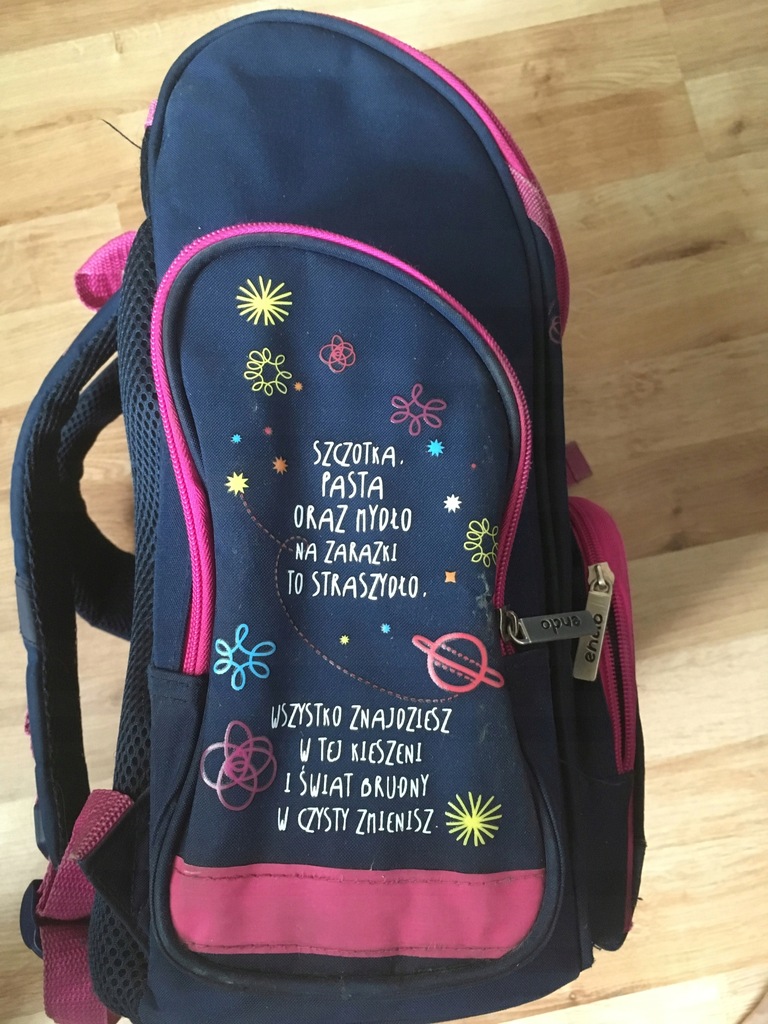 SZCZOTKA,
PASTA
ORAZ MYDŁO
NA ZARAZKI
TO STRASZYDŁO.
endo
endo
WSZYSTKO ZNAJDZIESZ
W TEJ KIESZENI
I ŚWIAT BRUDNY
W CZYSTY ZMIENISZ.